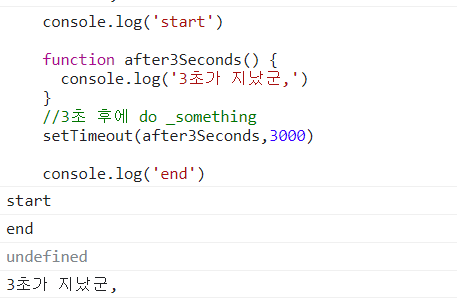 console.log('start')
function after3Seconds() {
console.log('3초가 지났군,')
}
//3초 후에 do _something
setTimeout(after3Seconds,3000)
console.log('end')
start
end
undefined
3초가 지났군,